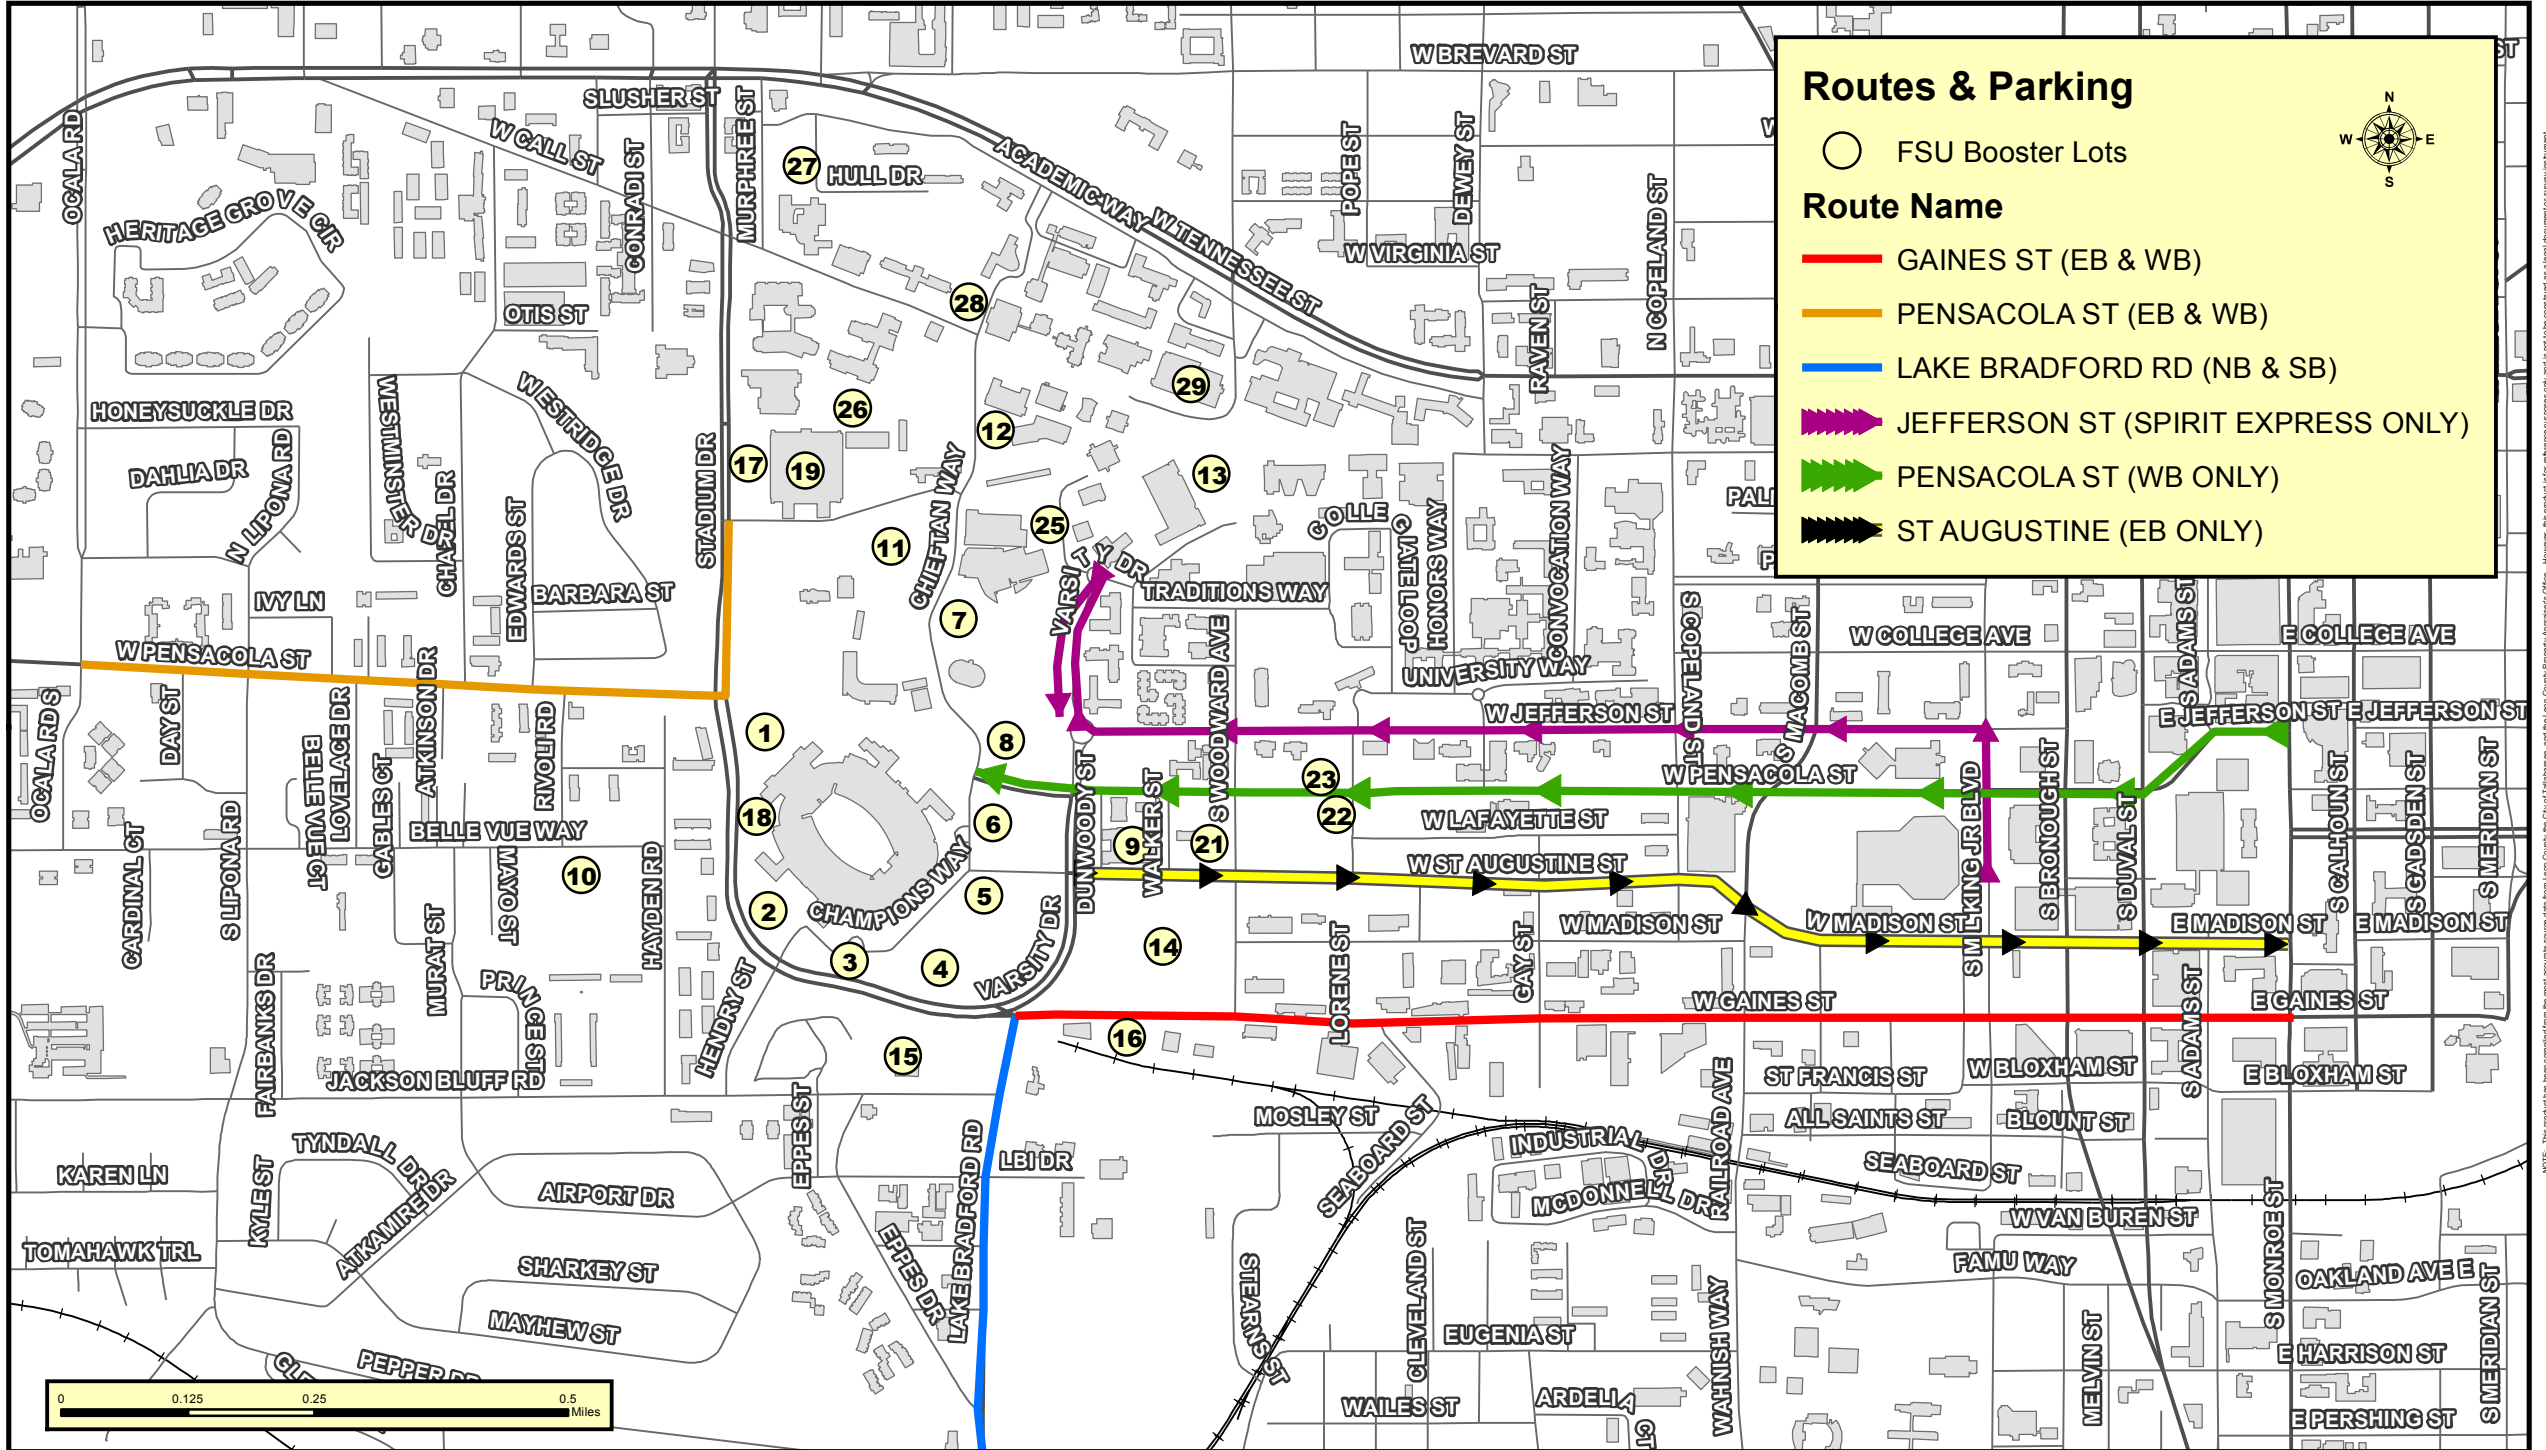 W BREVARD ST
ST
Routes & Parking
N
W
E
S
FSU Booster Lots
Route Name
GAINES ST (EB & WB)
PENSACOLA ST (EB & WB)
LAKE BRADFORD RD (NB & SB)
JEFFERSON ST (SPIRIT EXPRESS ONLY)
PENSACOLA ST (WB ONLY)
ST AUGUSTINE (EB ONLY)
SLUSHER ST
MURPHREE ST
OCALA RD
W CALL ST
CONRADI ST
27
HULL DR
ACADEMIC WAY
W TENNESSEE ST
POPE ST
DEWEY ST
N COPELAND ST
W VIRGINIA ST
HERITAGE GROVE CIR
OTIS ST
28
RAVEN ST
29
HONEYSUCKLE DR
WESTMINSTER DR
WESTRIDGE DR
26
12
STADIUM DR
17
19
13
DAHLIA DR
N LIPONA RD
CHAPEL DR
EDWARDS ST
CHIEFTAN WAY
25
11
COLLEGIATE LOOP
HONORS WAY
CONVOCATION WAY
VARSITY DR
TRADITIONS WAY
IVY LN
BARBARA ST
7
S COPELAND ST
S MACOMB ST
W COLLEGE AVE
S ADAMS ST
E COLLEGE AVE
W PENSACOLA ST
UNIVERSITY WAY
S WOODWARD AVE
OCALA RD S
DAY ST
BELLE VUE CT
LOVELACE DR
GABLES CT
ATKINSON DR
RIVOLI RD
1
8
W JEFFERSON ST
E JEFFERSON ST
E JEFFERSON ST
23
W PENSACOLA ST
S M L KING JR BLVD
S BRONOUGH ST
S DUVAL ST
S CALHOUN ST
S GADSDEN ST
S MERIDIAN ST
DUNWOODY ST
WALKER ST
22
18
6
W LAFAYETTE ST
BELLE VUE WAY
9
21
W ST AUGUSTINE ST
CARDINAL CT
S LIPONA RD
MAYO ST
10
HAYDEN RD
5
2
CHAMPIONS WAY
W MADISON ST
W MADISON ST
E MADISON ST
E MADISON ST
MURAT ST
14
3
4
VARSITY DR
LORENE ST
GAY ST
FAIRBANKS DR
PRINCE ST
HENDRY ST
W GAINES ST
E GAINES ST
S ADAMS ST
16
15
JACKSON BLUFF RD
ST FRANCIS ST
W BLOXHAM ST
E BLOXHAM ST
EPPES ST
MOSLEY ST
SEABOARD ST
INDUSTRIAL DR
RAILROAD AVE
ALL SAINTS ST
BLOUNT ST
TYNDALL DR
KAREN LN
LBI DR
LAKE BRADFORD RD
SEABOARD ST
KYLE ST
ATKAMIRE DR
AIRPORT DR
MCDONNELL DR
S MONROE ST
W VAN BUREN ST
TOMAHAWK TRL
SHARKEY ST
EPPES DR
STEARNS ST
CLEVELAND ST
FAMU WAY
OAKLAND AVE E
MAYHEW ST
EUGENIA ST
WAHNISH WAY
MELVIN ST
S MERIDIAN ST
E HARRISON ST
PEPPER DR
WAILES ST
ARDELIA CT
E PERSHING ST
0
0.125
0.25
0.5
Miles